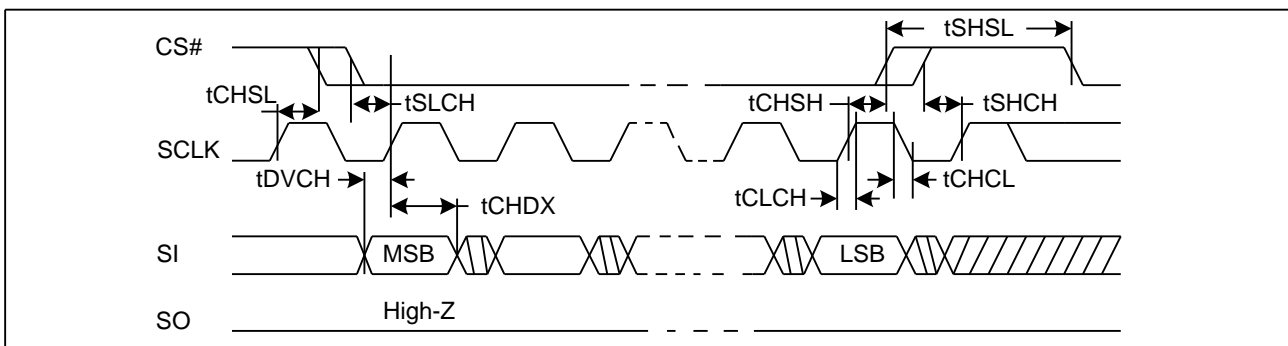 tSHSL
CS#
tCHSL
tSLCH
tCHSH
tSHCH
SCLK
tDVCH
tCHDX
tCLCH
tCHCL
SI
MSB
LSB
SO
High-Z